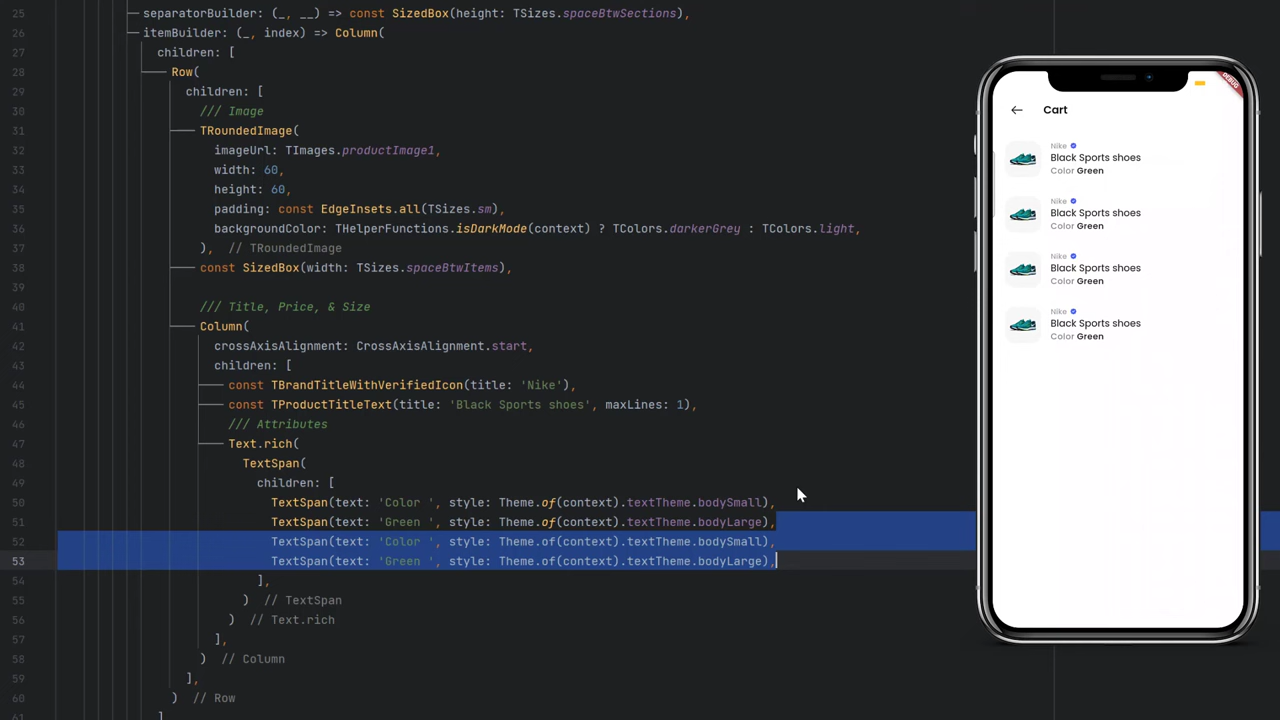 25 separatorBuilder: (_, __) => const SizedBox(height: TSizes.spaceBtwSections),
26 itemBuilder: (_, index) => Column(
27 children: [
28 Row(
29 children: [
30 /// Image
31 TRoundedImage(
32 imageUrl: TImages.productImage1,
33 width: 60,
34 height: 60,
35 padding: const EdgeInsets.all(TSizes.sm),
36 backgroundColor: THelperFunctions.isDarkMode(context) ? TColors.darkerGrey : TColors.light,
37 ), // TRoundedImage
38 const SizedBox(width: TSizes.spaceBtwItems),
39
40 /// Title, Price, & Size
41 Column(
42 crossAxisAlignment: CrossAxisAlignment.start,
43 children: [
44 const TBrandTitleWithVerifiedIcon(title: 'Nike'),
45 const TProductTitleText(title: 'Black Sports shoes', maxLines: 1),
46 /// Attributes
47 Text.rich(
48 TextSpan(
49 children: [
50 TextSpan(text: 'Color ', style: Theme.of(context).textTheme.bodySmall),
51 TextSpan(text: 'Green ', style: Theme.of(context).textTheme.bodyLarge),
52 TextSpan(text: 'Color ', style: Theme.of(context).textTheme.bodySmall),
53 TextSpan(text: 'Green ', style: Theme.of(context).textTheme.bodyLarge),
54 ],
55 ) // TextSpan
56 ) // Text.rich
57 ],
58 ) // Column
59 ],
60 ) // Row
61 ]
DEBUG
Cart
Nike
Black Sports shoes
Color Green
Nike
Black Sports shoes
Color Green
Nike
Black Sports shoes
Color Green
Nike
Black Sports shoes
Color Green